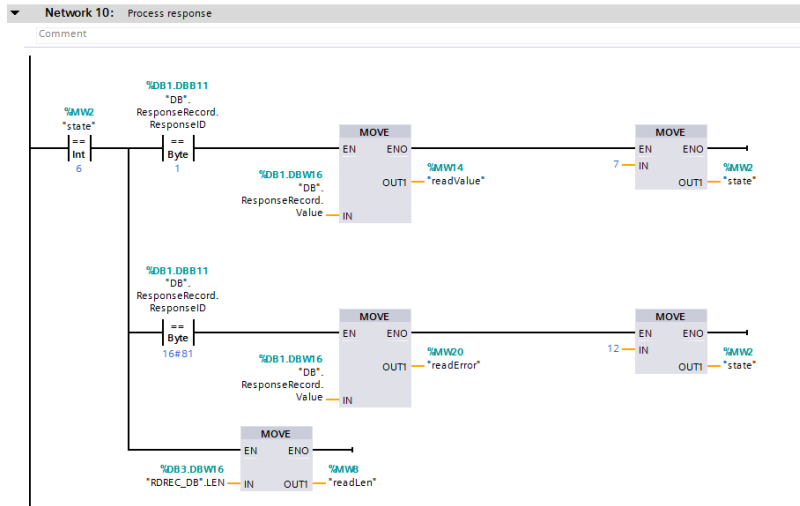 Network 10: Process response
Comment
%MW2
"state"
==
Int
6
%DB1.DBB11
"DB".
ResponseRecord.
ResponseID
==
Byte
1
%DB1.DBW16
"DB".
ResponseRecord.
Value
MOVE
EN ENO
OUT1
IN
%MW14
"readValue"
MOVE
EN ENO
7 IN
OUT1
%MW2
"state"
%DB1.DBB11
"DB".
ResponseRecord.
ResponseID
==
Byte
16#81
%DB1.DBW16
"DB".
ResponseRecord.
Value
MOVE
EN ENO
OUT1
IN
%MW20
"readError"
MOVE
EN ENO
12 IN
OUT1
%MW2
"state"
MOVE
EN ENO
%DB3.DBW16
"RDREC_DB".LEN IN OUT1
%MW8
"readLen"